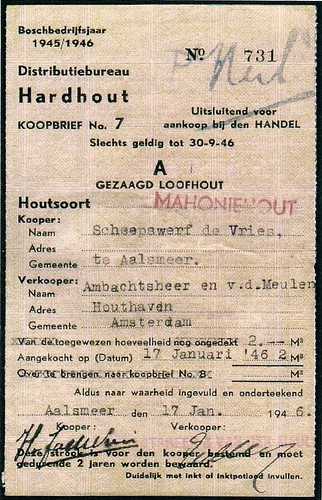 Boschbedrijfsjaar
1945/1946
No 731
Distributiebureau
Hardhout
KOOPBRIEF No. 7
Uitsluitend voor
aankoop bij den HANDEL
Slechts geldig tot 30-9-46
A
GEZAAGD LOOFHOUT
Houtsoort MAHONIEHOUT
Kooper:
Naam Scheepswerf de Vries,
Adres
Gemeente te Aalsmeer.
Verkooper:
Naam Ambachtsheer en v.d.Meulen
Adres Houthaven
Gemeente Amsterdam
Van de toegewezen hoeveelheid nog ongedekt 2.-- M³
Aangekocht op (Datum) 17 Januari '46 2 M³
Over te brengen naar koopbrief No. 8 M³
Aldus naar waarheid ingevuld en onderteekend
Aalsmeer den 17 Jan. 1946.
Kooper: Verkooper:
Deze strook is voor den kooper bestemd en moet
gedurende 2 jaren worden bewaard.
Duidelijk met inkt of inktpotlood invullen.